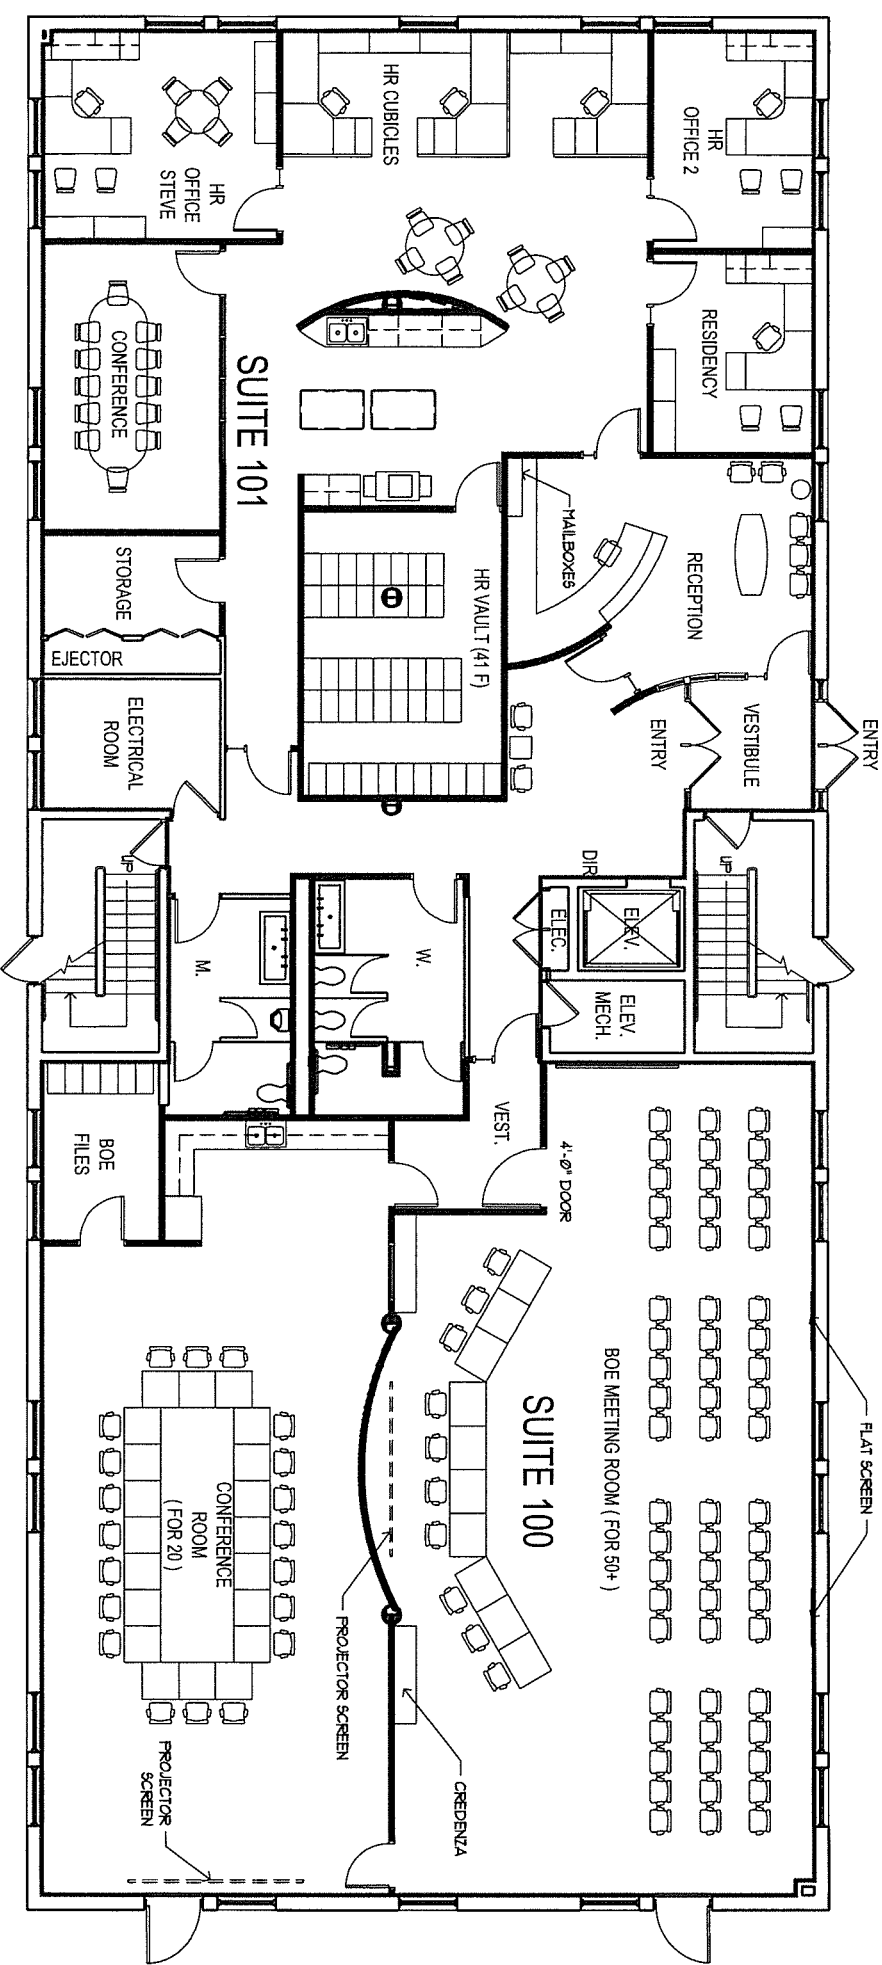 HR CUBICLES
HR
OFFICE 2
HR
OFFICE
STEVE
RESIDENCY
CONFERENCE
SUITE 101
MAILBOXES
RECEPTION
STORAGE
HR VAULT (41 F)
EJECTOR
ELECTRICAL
ROOM
ENTRY
VESTIBULE
ENTRY
UP
DIR
UP
ELEC.
ELEV.
M.
W.
ELEV.
MECH.
VEST.
BOE
FILES
4'-0" DOOR
BOE MEETING ROOM ( FOR 50+ )
SUITE 100
FLAT SCREEN
CONFERENCE
ROOM
( FOR 20 )
PROJECTOR SCREEN
CREDENZA
PROJECTOR
SCREEN